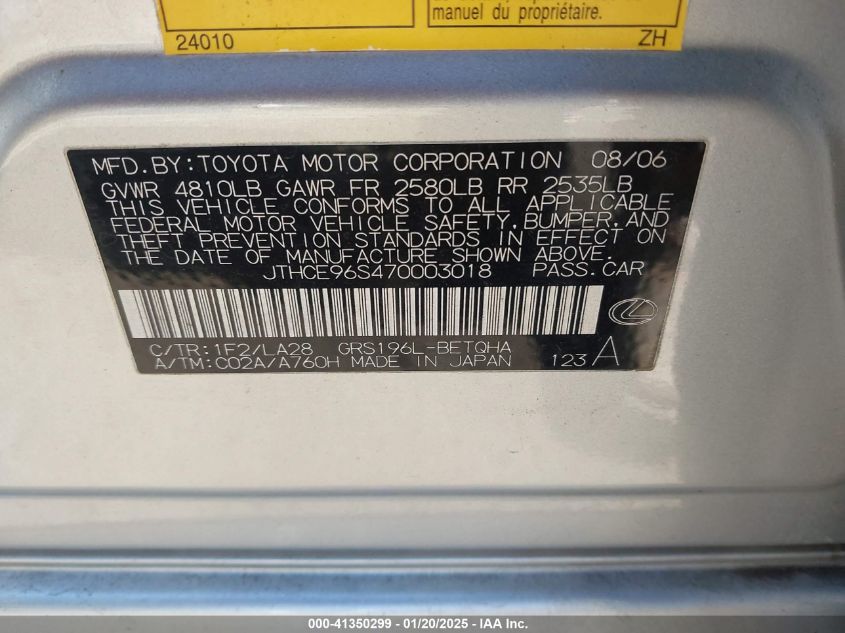 manuel du propriétaire.
24010 ZH
MFD.BY:TOYOTA MOTOR CORPORATION 08/06
GVWR 4810LB GAWR FR 2580LB RR 2535LB
THIS VEHICLE CONFORMS TO ALL APPLICABLE
FEDERAL MOTOR VEHICLE SAFETY,BUMPER,AND
THEFT PREVENTION STANDARDS IN EFFECT ON
THE DATE OF MANUFACTURE SHOWN ABOVE.
JTHCE96S470003018 PASS.CAR
C/TR:1F2/LA28 GRS196L-BETQHA
A/TM:C02A/A760H MADE IN JAPAN 123 A
000-41350299 - 01/20/2025 - IAA Inc.